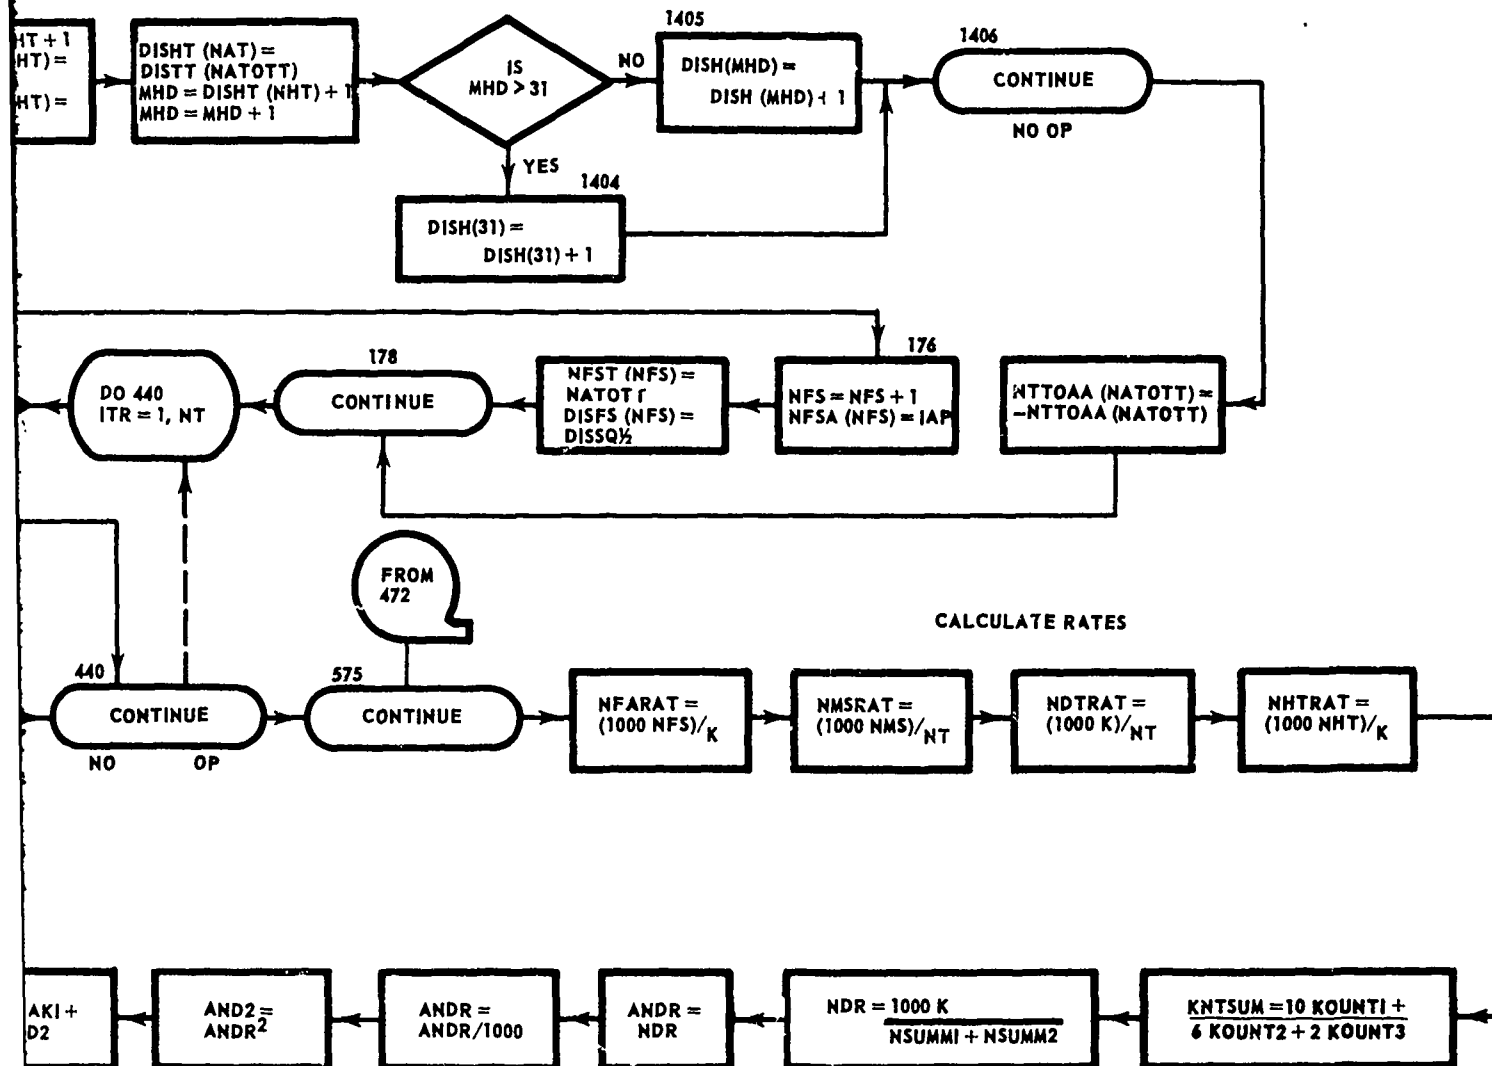 HT + 1
HT) =
HT) =
DISHT (NAT) =
DISTT (NATOTT)
MHD = DISHT (NHT) + 1
MHD = MHD + 1
IS
MHD > 31
NO
YES
1405
DISH(MHD) =
DISH (MHD) + 1
1406
CONTINUE
NO OP
1404
DISH(31) =
DISH(31) + 1
DO 440
ITR = 1, NT
178
CONTINUE
NFST (NFS) =
NATOTT
DISFS (NFS) =
DISSQ½
176
NFS = NFS + 1
NFSA (NFS) = IAP
NTTOAA (NATOTT) =
-NTTOAA (NATOTT)
FROM
472
CALCULATE RATES
440
CONTINUE
NO OP
575
CONTINUE
NFARAT =
(1000 NFS)/K
NMSRAT =
(1000 NMS)/NT
NDTRAT =
(1000 K)/NT
NHTRAT =
(1000 NHT)/K
AKI +
D2
AND2 =
ANDR²
ANDR =
ANDR/1000
ANDR =
NDR
NDR = 1000 K
NSUMM1 + NSUMM2
KNTSUM = 10 KOUNT1 +
6 KOUNT2 + 2 KOUNT3